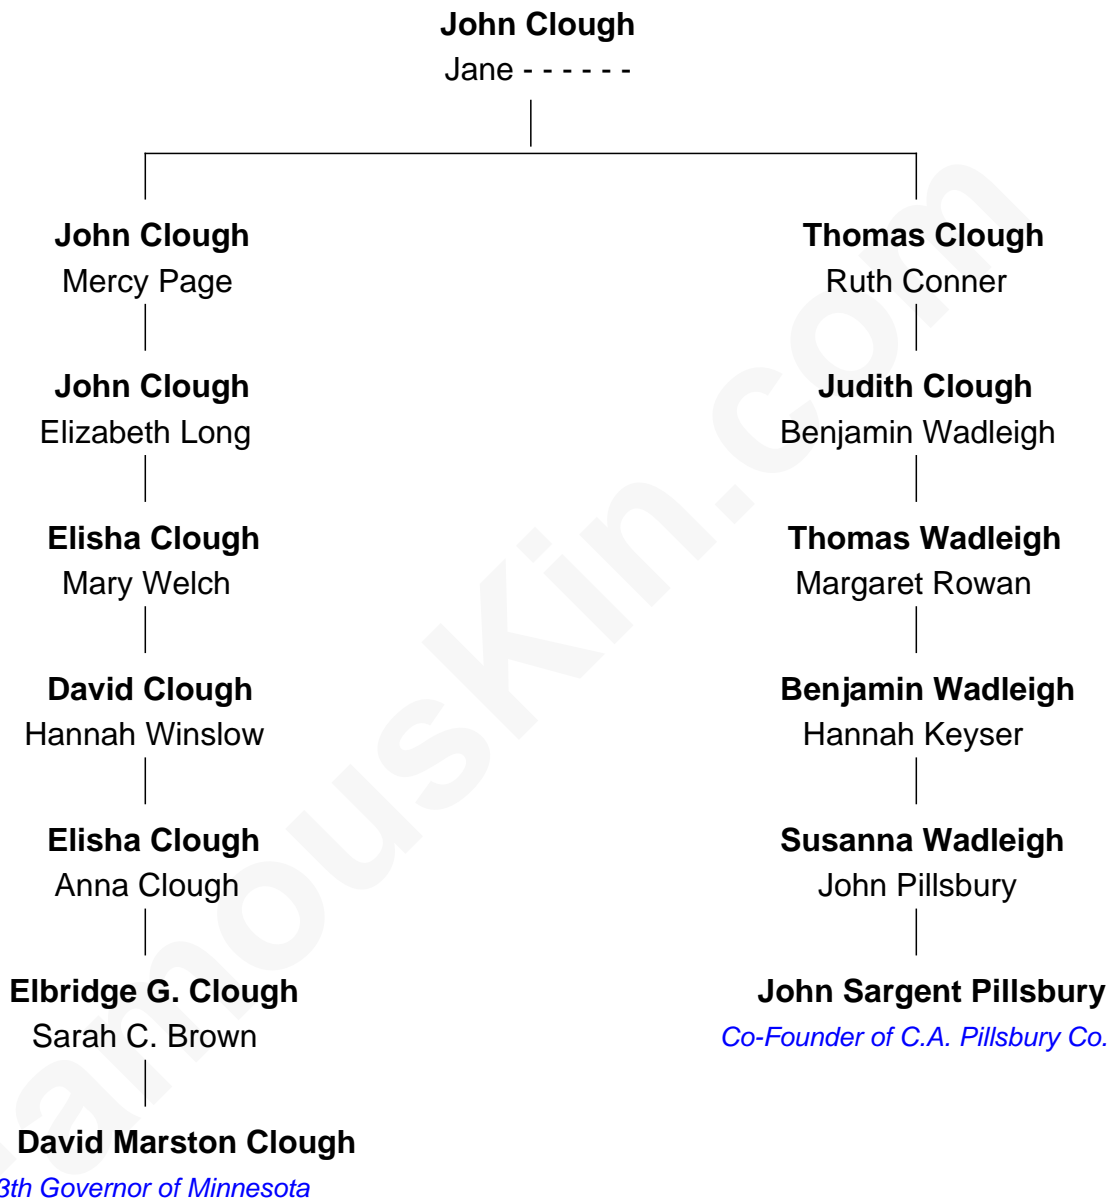 John Clough
Jane - - - - - -
John Clough
Mercy Page
Thomas Clough
Ruth Conner
John Clough
Elizabeth Long
Judith Clough
Benjamin Wadleigh
Elisha Clough
Mary Welch
Thomas Wadleigh
Margaret Rowan
David Clough
Hannah Winslow
Benjamin Wadleigh
Hannah Keyser
Elisha Clough
Anna Clough
Susanna Wadleigh
John Pillsbury
Elbridge G. Clough
Sarah C. Brown
John Sargent Pillsbury
Co-Founder of C.A. Pillsbury Co.
David Marston Clough
3th Governor of Minnesota
amousKin.com